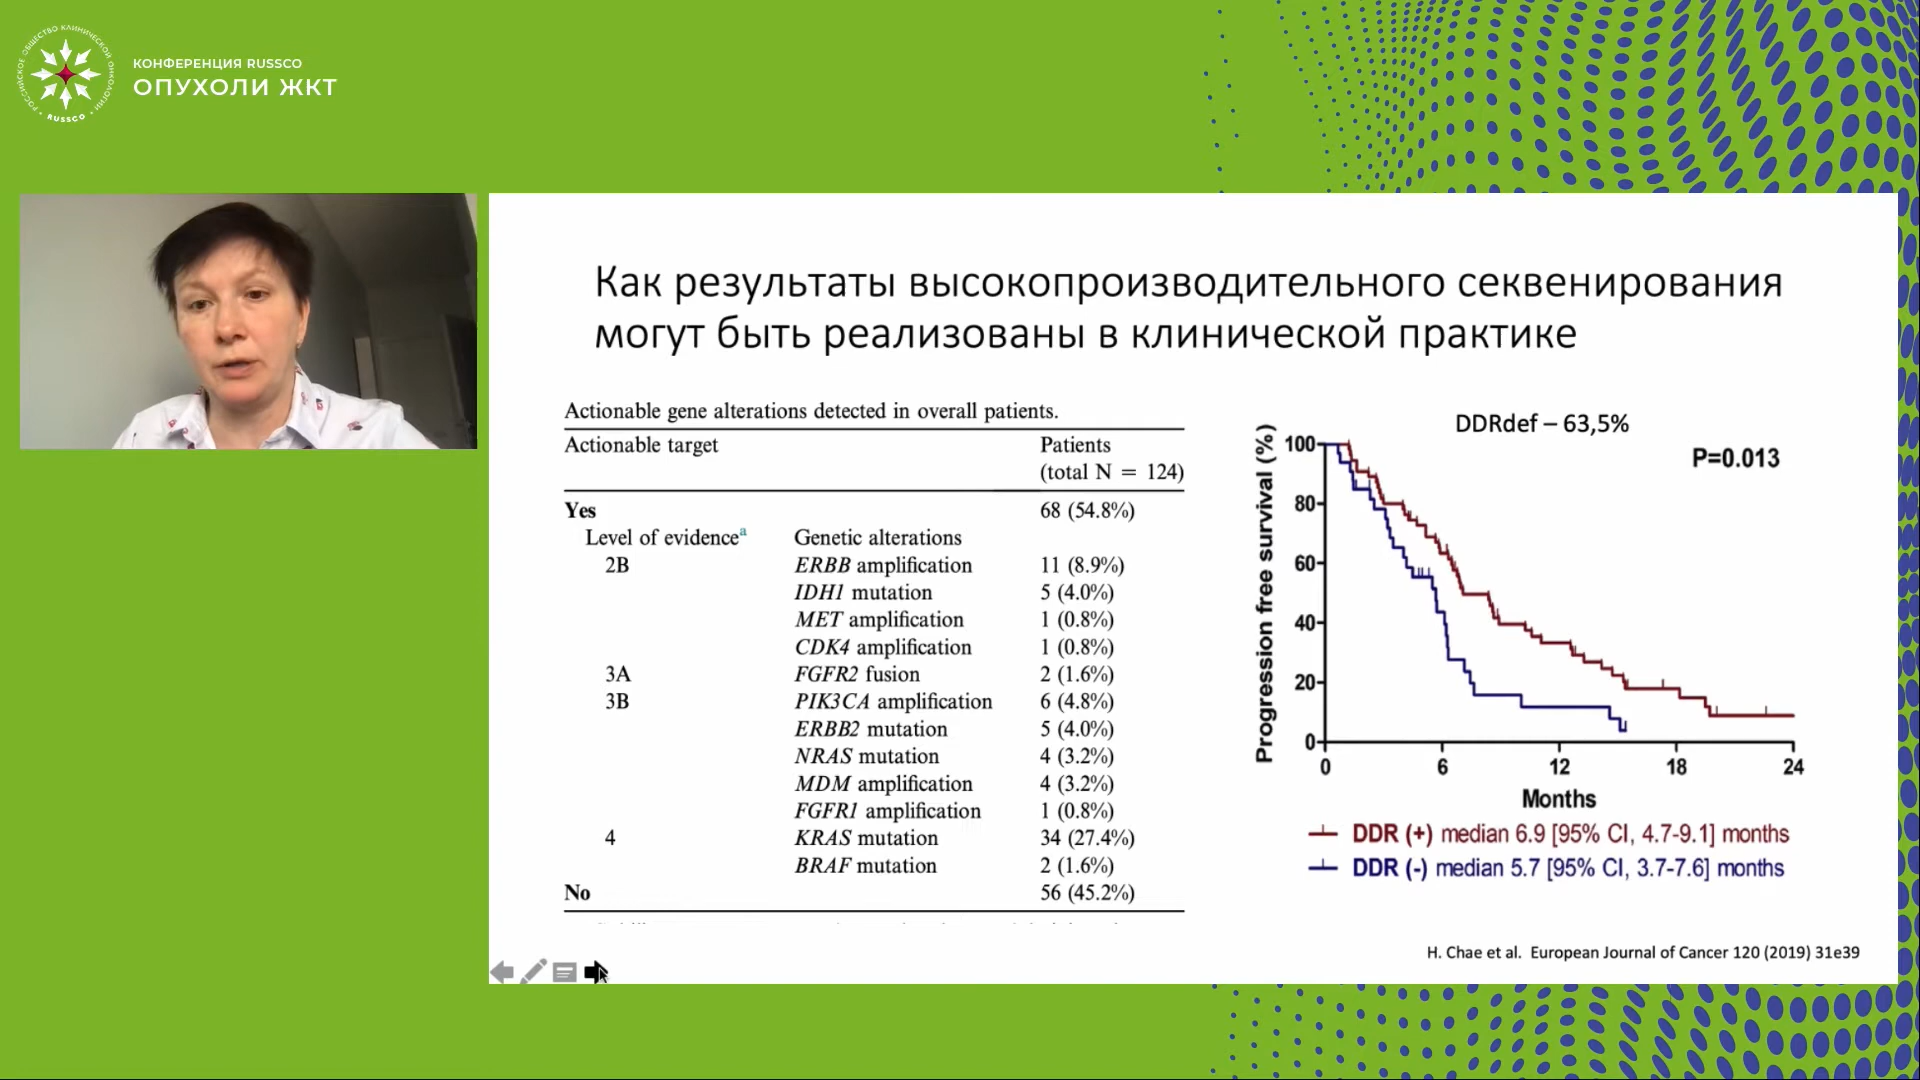 РОССИЙСКОЕ ОБЩЕСТВО КЛИНИЧЕСКОЙ ОНКОЛОГИИ
• RUSSCO •
КОНФЕРЕНЦИЯ RUSSCO
ОПУХОЛИ ЖКТ
Как результаты высокопроизводительного секвенирования
могут быть реализованы в клинической практике
Actionable gene alterations detected in overall patients.
Actionable target Patients
(total N = 124)
Yes 68 (54.8%)
Level of evidenceᵃ Genetic alterations
2B ERBB amplification 11 (8.9%)
IDH1 mutation 5 (4.0%)
MET amplification 1 (0.8%)
CDK4 amplification 1 (0.8%)
3A FGFR2 fusion 2 (1.6%)
3B PIK3CA amplification 6 (4.8%)
ERBB2 mutation 5 (4.0%)
NRAS mutation 4 (3.2%)
MDM amplification 4 (3.2%)
FGFR1 amplification 1 (0.8%)
4 KRAS mutation 34 (27.4%)
BRAF mutation 2 (1.6%)
No 56 (45.2%)
DDRdef – 63,5%
P=0.013
Progression free survival (%)
100
80
60
40
20
0
0 6 12 18 24
Months
DDR (+) median 6.9 [95% CI, 4.7-9.1] months
DDR (-) median 5.7 [95% CI, 3.7-7.6] months
H. Chae et al. European Journal of Cancer 120 (2019) 31e39